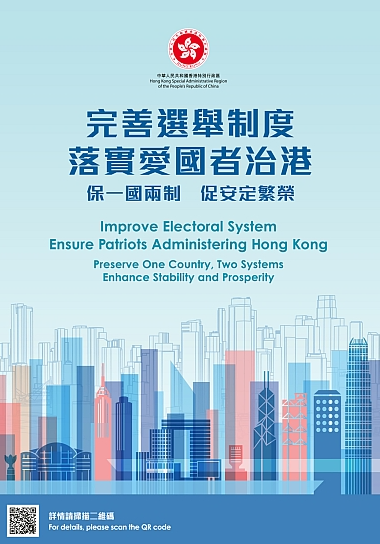 中華人民共和國香港特別行政區
Hong Kong Special Administrative Region
of the People's Republic of China
完善選舉制度
落實愛國者治港
保一國兩制 促安定繁榮
Improve Electoral System
Ensure Patriots Administering Hong Kong
Preserve One Country, Two Systems
Enhance Stability and Prosperity
詳情請掃描二維碼
For details, please scan the QR code